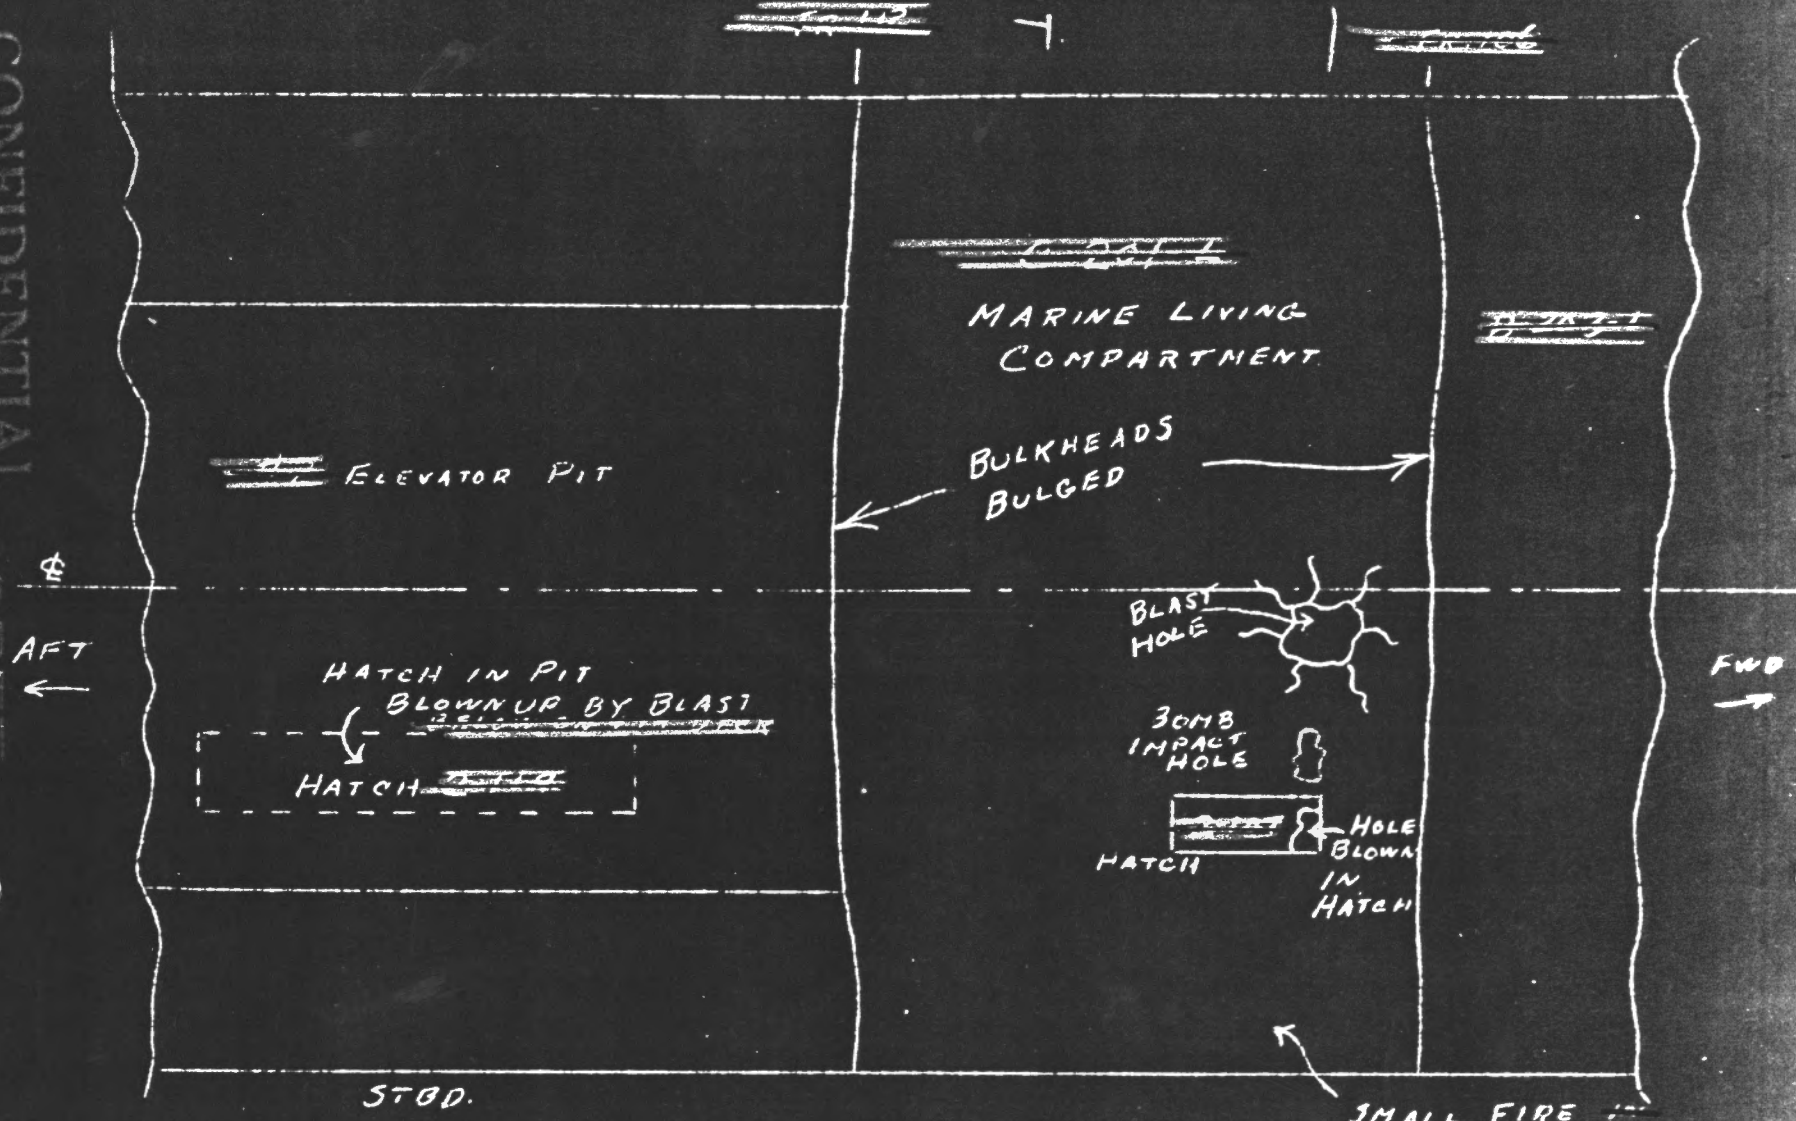 CONFIDENTIAL
MARINE LIVING
COMPARTMENT
BULKHEADS
BULGED
ELEVATOR PIT
℄
AFT
FWD
BLAST
HOLE
HATCH IN PIT
BLOWN UP BY BLAST
HATCH
BOMB
IMPACT
HOLE
HATCH
HOLE
BLOWN
IN
HATCH
STBD.
SMALL FIRE